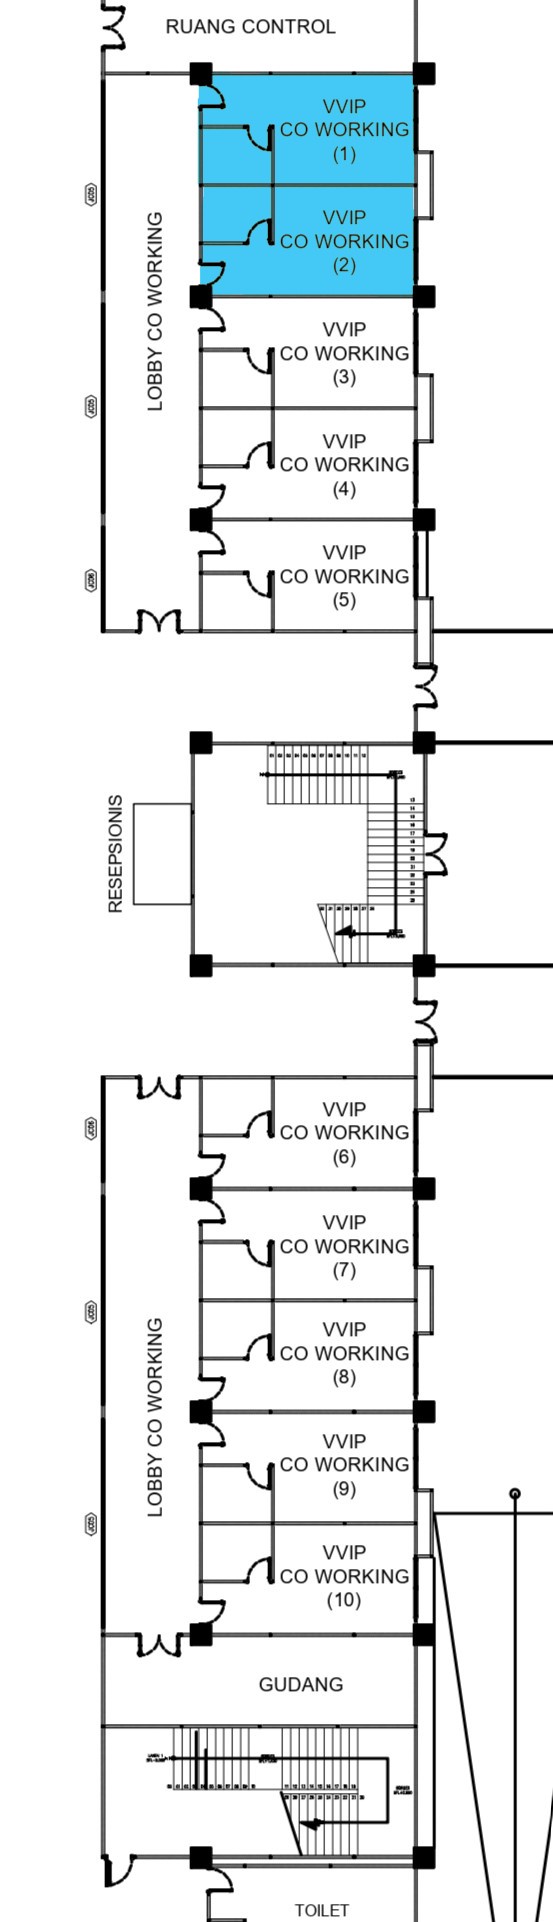 RUANG CONTROL
VVIP
CO WORKING
(1)
VVIP
CO WORKING
(2)
LOBBY CO WORKING
VVIP
CO WORKING
(3)
VVIP
CO WORKING
(4)
VVIP
CO WORKING
(5)
RESEPSIONIS
VVIP
CO WORKING
(6)
VVIP
CO WORKING
(7)
LOBBY CO WORKING
VVIP
CO WORKING
(8)
VVIP
CO WORKING
(9)
VVIP
CO WORKING
(10)
GUDANG
TOILET